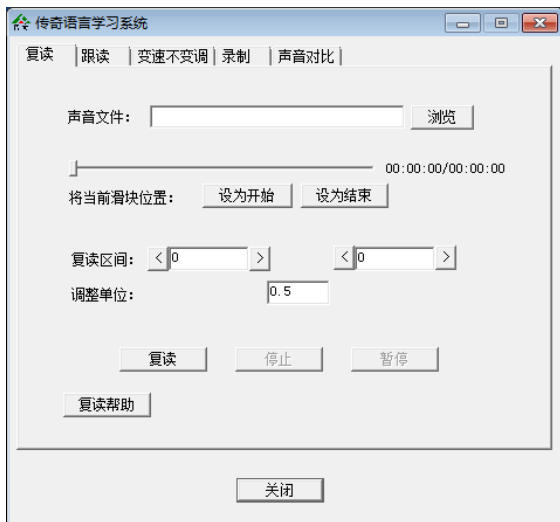 传奇语言学习系统
复读 跟读 变速不变调 录制 声音对比
声音文件: 浏览
00:00:00/00:00:00
将当前滑块位置: 设为开始 设为结束
复读区间: < 0 > < 0 >
调整单位: 0.5
复读 停止 暂停
复读帮助
关闭